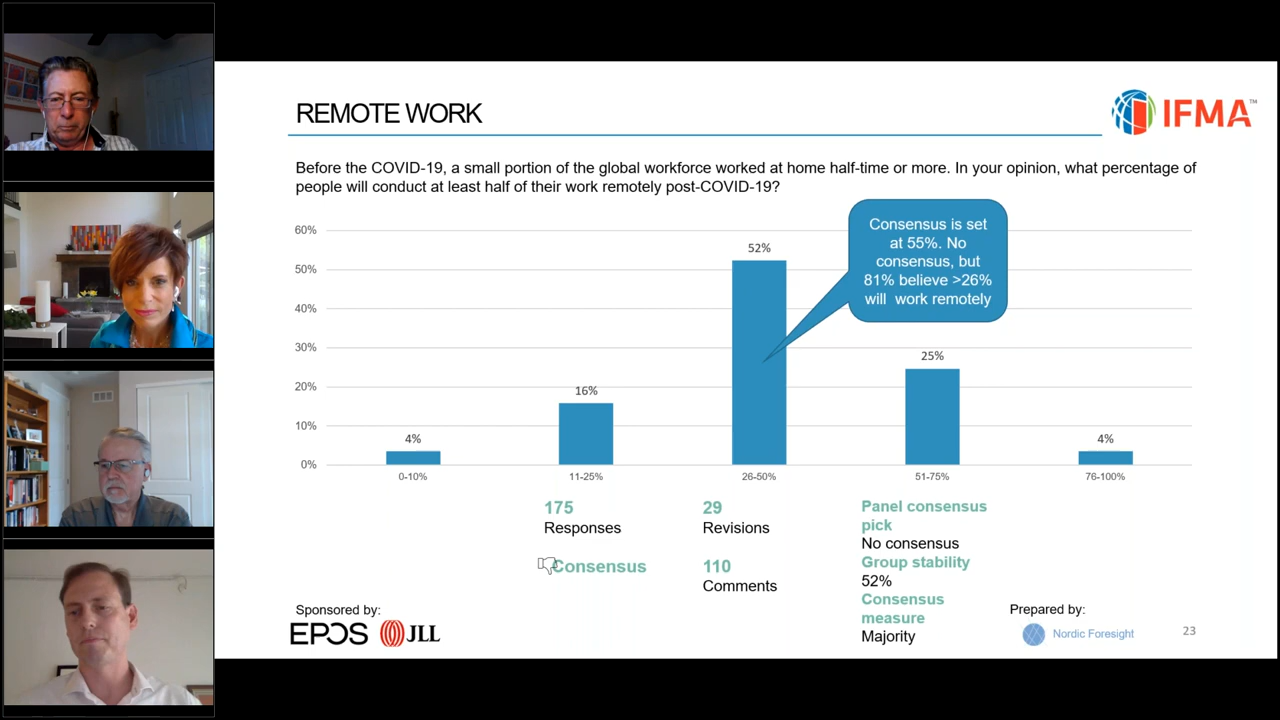 REMOTE WORK
IFMA™
Before the COVID-19, a small portion of the global workforce worked at home half-time or more. In your opinion, what percentage of
people will conduct at least half of their work remotely post-COVID-19?
Consensus is set
at 55%. No
consensus, but
81% believe >26%
will work remotely
60%
50%
40%
30%
20%
10%
0%
4%
16%
52%
25%
4%
0-10%
11-25%
26-50%
51-75%
76-100%
175
Responses
Consensus
29
Revisions
110
Comments
Panel consensus
pick
No consensus
Group stability
52%
Consensus
measure
Majority
Sponsored by:
EPOS JLL
Prepared by:
Nordic Foresight
23